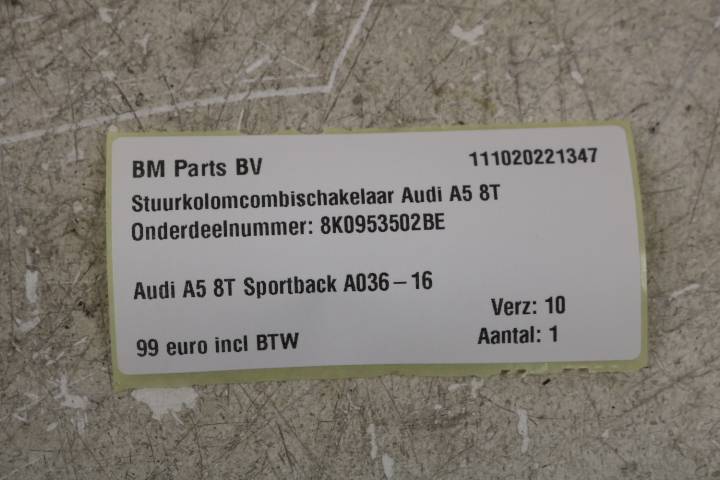 BM Parts BV 111020221347
Stuurkolomcombischakelaar Audi A5 8T
Onderdeelnummer: 8K0953502BE
Audi A5 8T Sportback A036 – 16
Verz: 10
99 euro incl BTW Aantal: 1